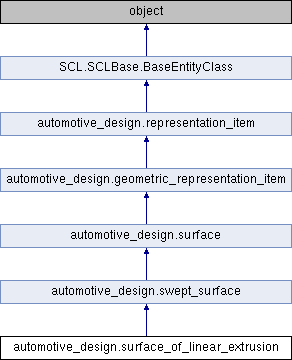 object
SCL.SCLBase.BaseEntityClass
automotive_design.representation_item
automotive_design.geometric_representation_item
automotive_design.surface
automotive_design.swept_surface
automotive_design.surface_of_linear_extrusion